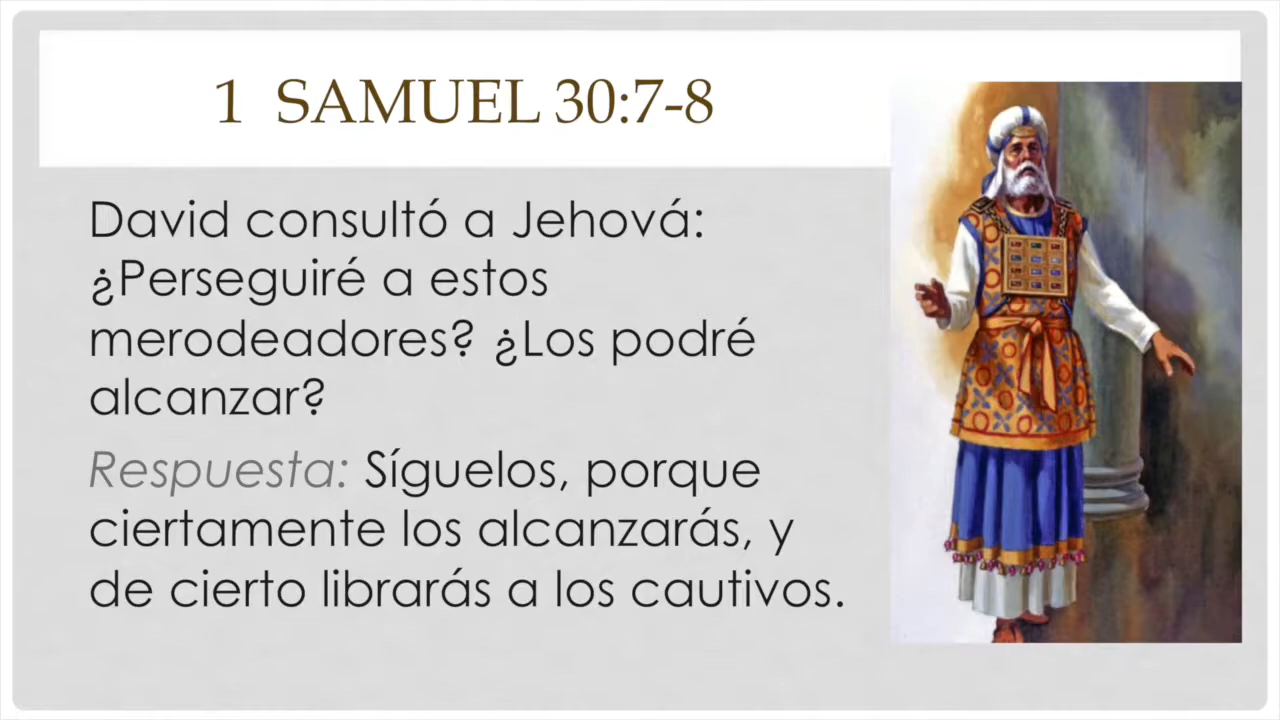 1 SAMUEL 30:7-8
David consultó a Jehová:
¿Perseguiré a estos
merodeadores? ¿Los podré
alcanzar?
Respuesta: Síguelos, porque
ciertamente los alcanzarás, y
de cierto librarás a los cautivos.